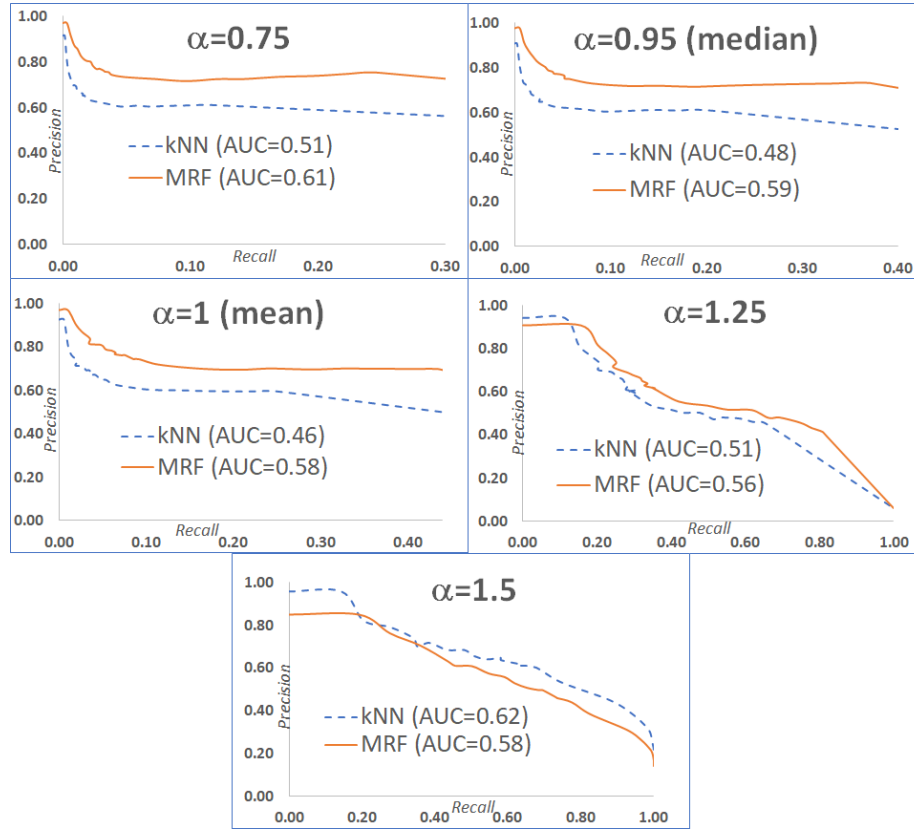 α=0.75
1.00
0.80
0.60
0.40
0.20
0.00
Precision
kNN (AUC=0.51)
MRF (AUC=0.61)
0.00 0.10 0.20 0.30
Recall
α=0.95 (median)
1.00
0.80
0.60
0.40
0.20
0.00
Precision
kNN (AUC=0.48)
MRF (AUC=0.59)
0.00 0.10 0.20 0.30 0.40
Recall
α=1 (mean)
1.00
0.80
0.60
0.40
0.20
0.00
Precision
kNN (AUC=0.46)
MRF (AUC=0.58)
0.00 0.10 0.20 0.30 0.40
Recall
α=1.25
1.00
0.80
0.60
0.40
0.20
0.00
Precision
kNN (AUC=0.51)
MRF (AUC=0.56)
0.00 0.20 0.40 0.60 0.80 1.00
Recall
α=1.5
1.00
0.80
0.60
0.40
0.20
0.00
Precision
kNN (AUC=0.62)
MRF (AUC=0.58)
0.00 0.20 0.40 0.60 0.80 1.00
Recall